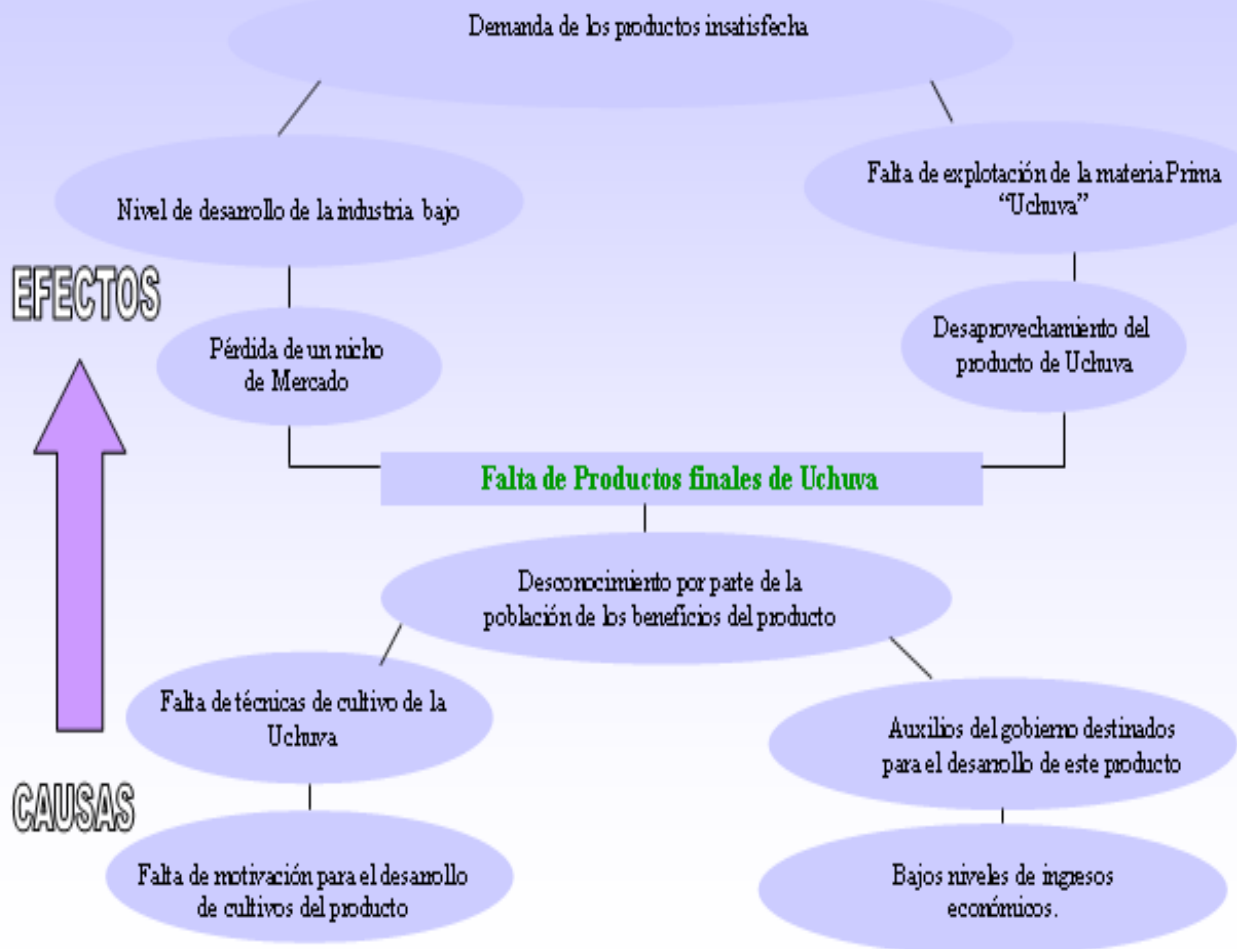 Demanda de los productos insatisfecha
Nivel de desarrollo de la industria bajo
Falta de explotación de la materia Prima
“Uchuva”
EFECTOS
Pérdida de un nicho
de Mercado
Desaprovechamiento del
producto de Uchuva
Falta de Productos finales de Uchuva
Desconocimiento por parte de la
población de los beneficios del producto
Falta de técnicas de cultivo de la
Uchuva
Auxilios del gobierno destinados
para el desarrollo de este producto
CAUSAS
Falta de motivación para el desarrollo
de cultivos del producto
Bajos niveles de ingresos
económicos.